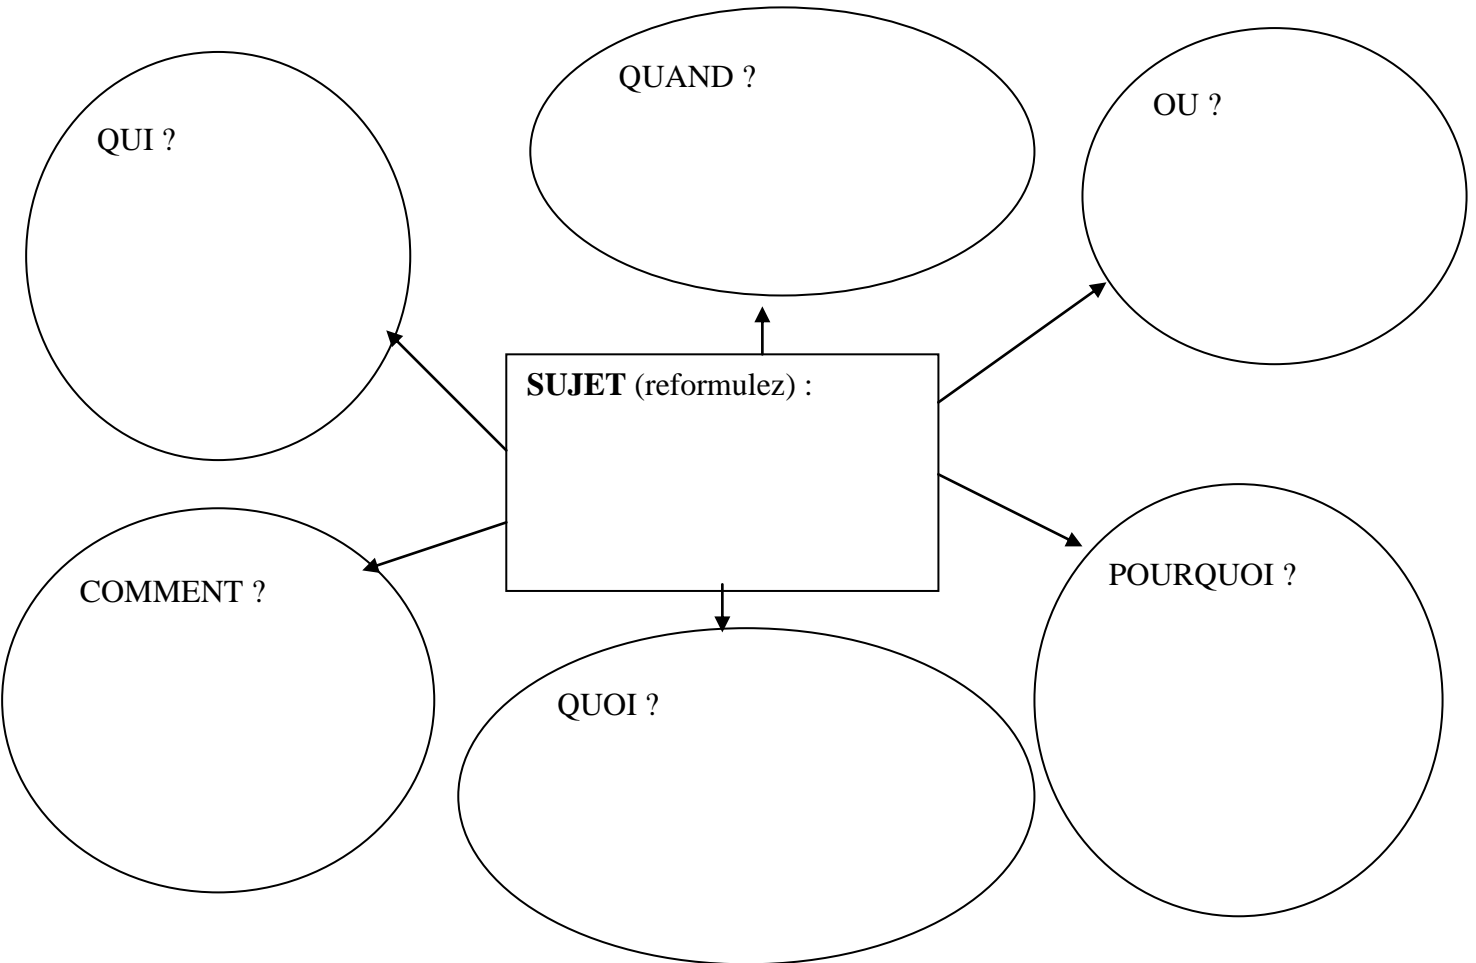 QUAND ?
OU ?
QUI ?
SUJET (reformulez) :
POURQUOI ?
COMMENT ?
QUOI ?